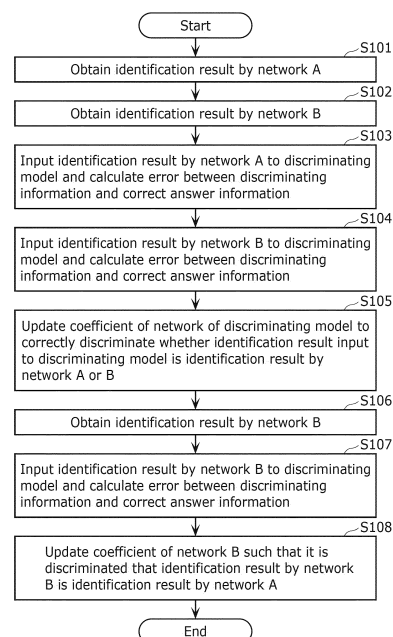 Start
S101
Obtain identification result by network A
S102
Obtain identification result by network B
S103
Input identification result by network A to discriminating
model and calculate error between discriminating
information and correct answer information
S104
Input identification result by network B to discriminating
model and calculate error between discriminating
information and correct answer information
S105
Update coefficient of network of discriminating model to
correctly discriminate whether identification result input
to discriminating model is identification result by
network A or B
S106
Obtain identification result by network B
S107
Input identification result by network B to discriminating
model and calculate error between discriminating
information and correct answer information
S108
Update coefficient of network B such that it is
discriminated that identification result by network
B is identification result by network A
End